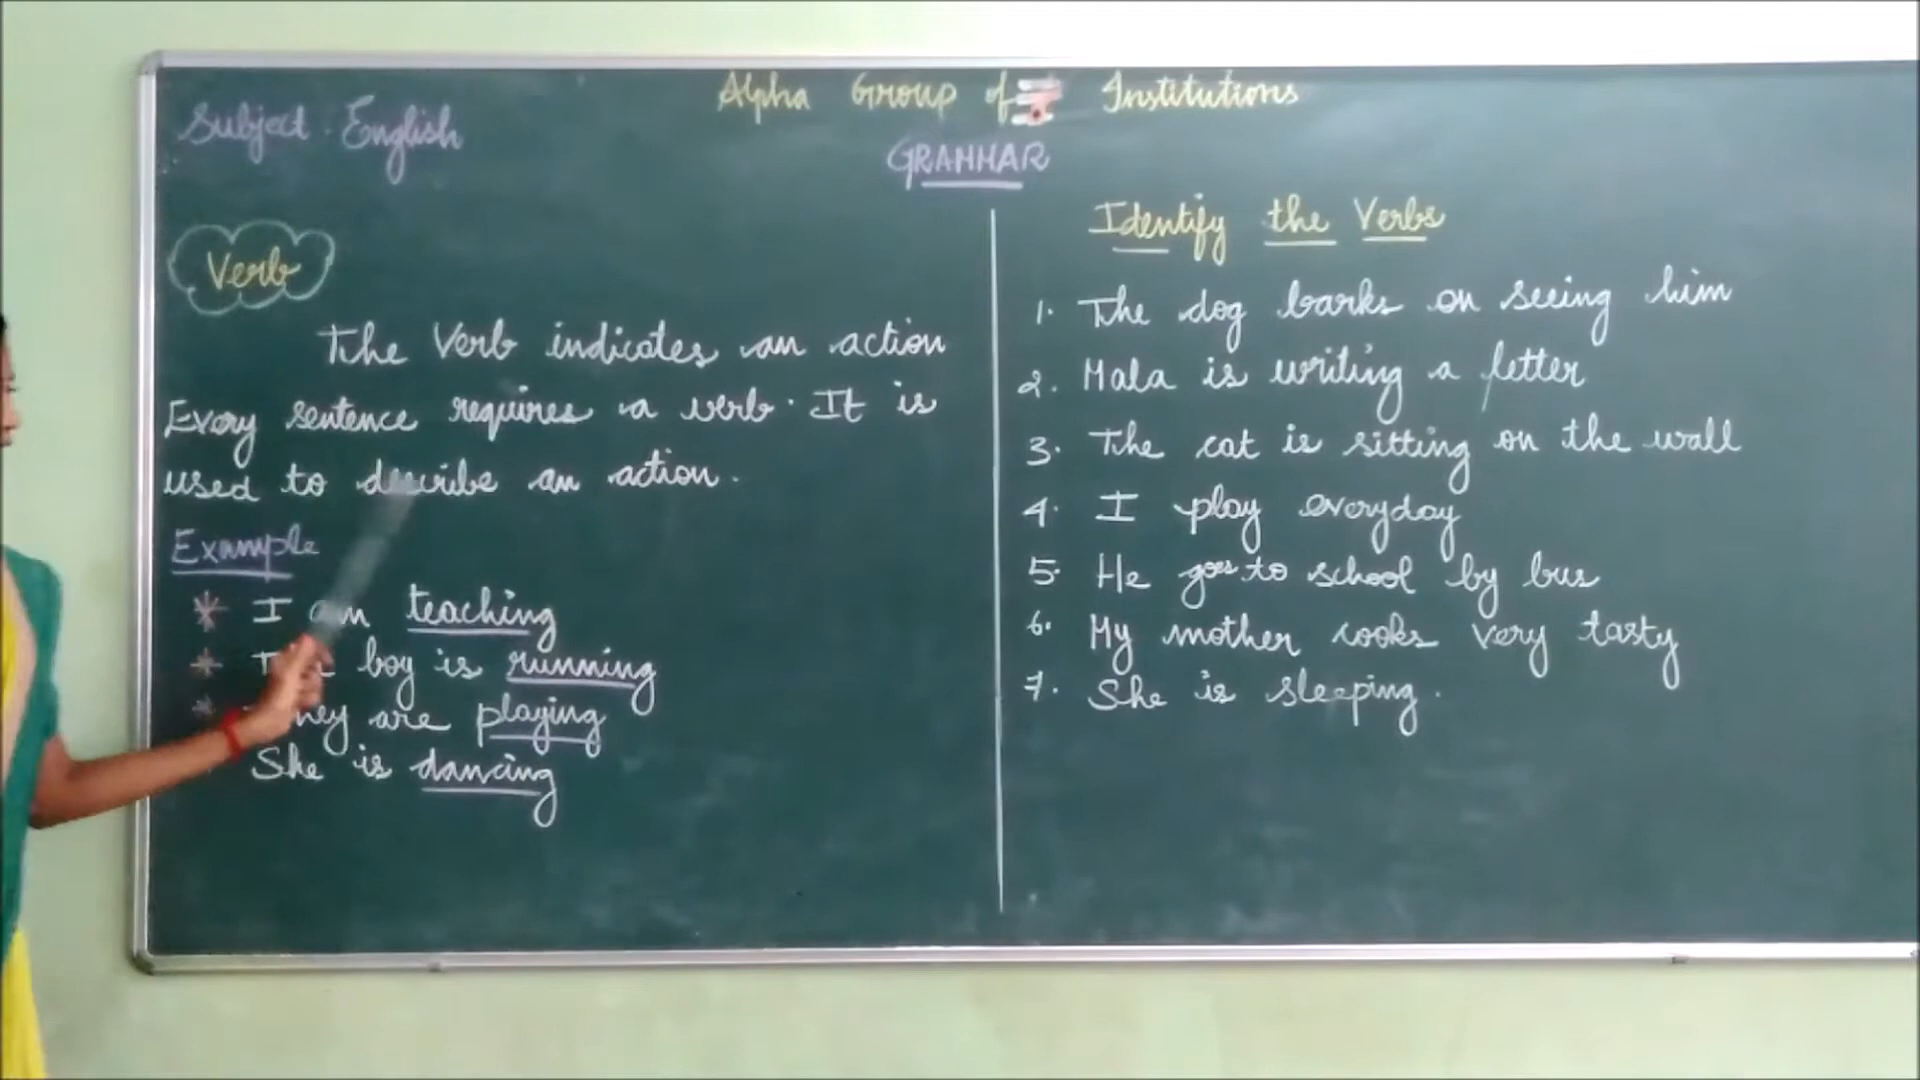 Alpha Group of Institutions
Subject. English
GRAMMAR
Verb
The Verb indicates an action
Every sentence requires a verb. It is
used to describe an action.
Example
* I am teaching
* boy is running
* They are playing
She is dancing
Identify the Verbs
1. The dog barks on seeing him
2. Mala is writing a letter
3. The cat is sitting on the wall
4. I play everyday
5. He goes to school by bus
6. My mother cooks very tasty
7. She is sleeping.